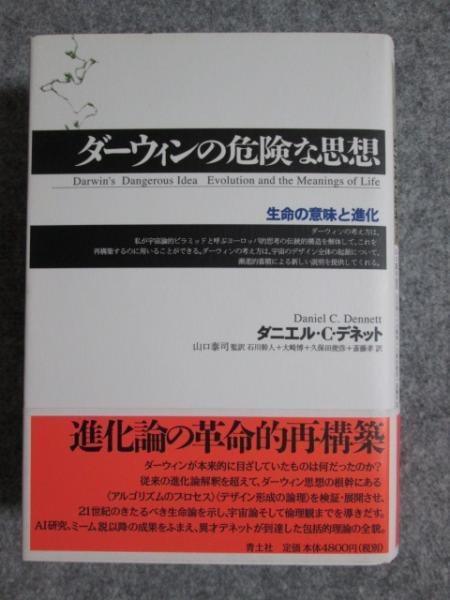 ダーウィンの危険な思想
Darwin's Dangerous Idea Evolution and the Meanings of Life
生命の意味と進化
ダーウィンの考え方は、
私が宇宙論的ピラミッドと呼ぶヨーロッパ的思考の伝統的構造を解体して、これを
再構築するのに用いることができる。ダーウィンの考え方は、宇宙のデザイン全体の起源について、
漸進的蓄積による新しい説明を提供してくれる。
Daniel C. Dennett
ダニエル・C・デネット
山口泰司 監訳 石川幹人+大崎博+久保田俊彦+斎藤孝 訳
進化論の革命的再構築
ダーウィンが本来的に目ざしていたものは何だったのか?
従来の進化論解釈を超えて、ダーウィン思想の根幹にある
〈アルゴリズムのプロセス〉〈デザイン形成の論理〉を検証・展開させ、
21世紀のきたるべき生命論を示し、宇宙論そして倫理観までを導きだす。
AI研究、ミーム説以降の成果をふまえ、異才デネットが到達した包括的理論の全貌。
青土社 定価 本体4800円(税別)